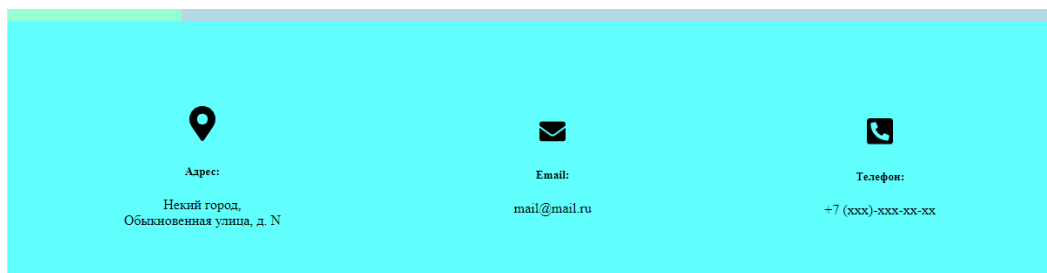 Адрес:
Некий город,
Обыкновенная улица, д. N
Email:
mail@mail.ru
Телефон:
+7 (xxx)-xxx-xx-xx